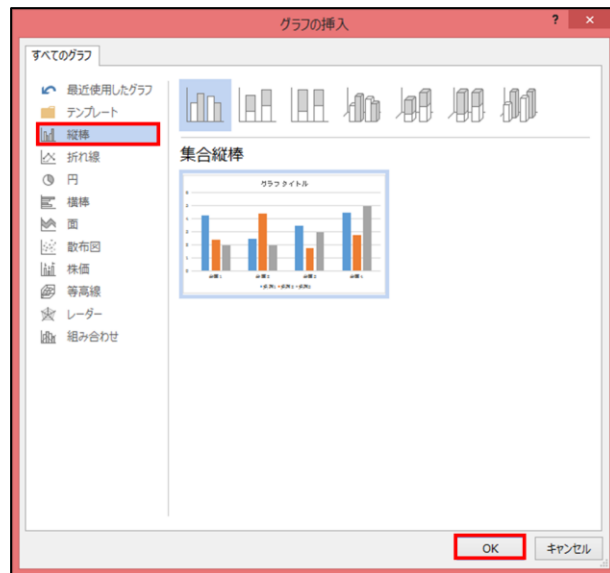 グラフの挿入
?
×
すべてのグラフ
最近使用したグラフ
テンプレート
縦棒
折れ線
円
横棒
面
散布図
株価
等高線
レーダー
組み合わせ
集合縦棒
グラフ タイトル
OK
キャンセル